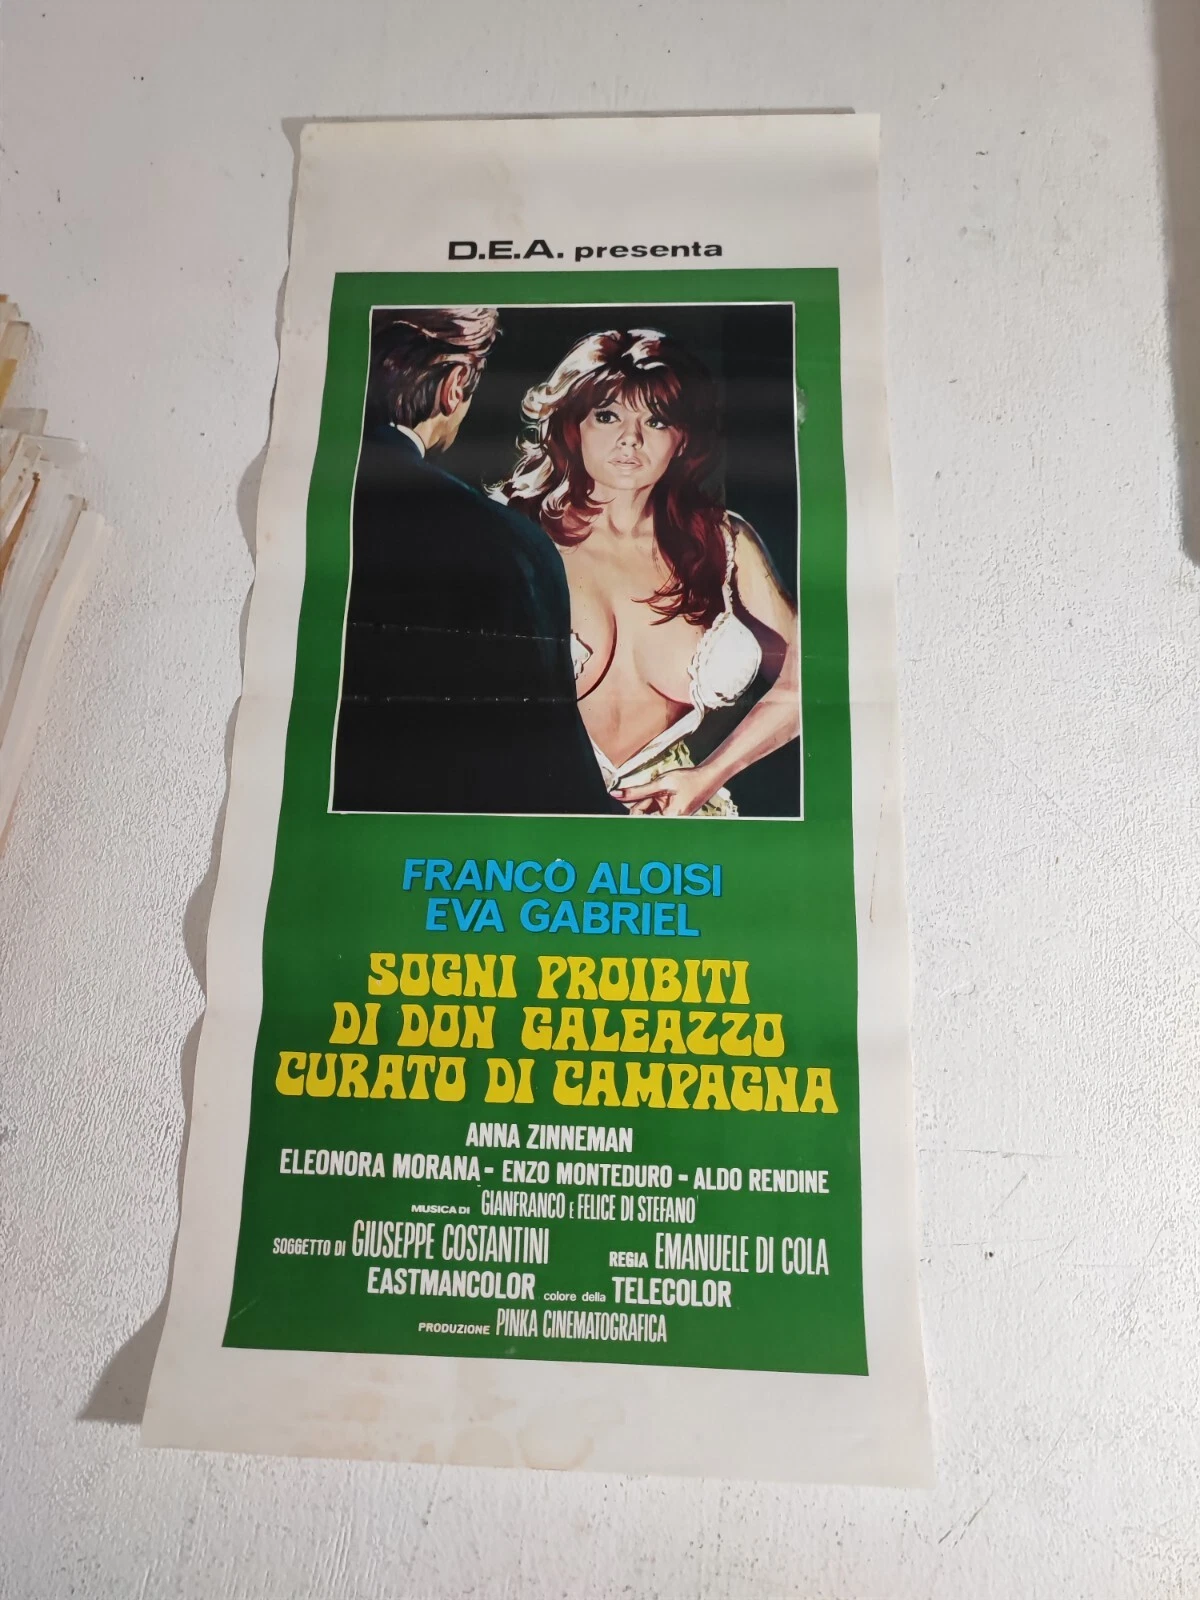 D.E.A. presenta
FRANCO ALOISI
EVA GABRIEL
SOGNI PROIBITI
DI DON GALEAZZO
CURATO DI CAMPAGNA
ANNA ZINNEMAN
ELEONORA MORANA - ENZO MONTEDURO - ALDO RENDINE
MUSICA DI GIANFRANCO E FELICE DI STEFANO
SOGGETTO DI GIUSEPPE COSTANTINI REGIA EMANUELE DI COLA
EASTMANCOLOR colore della TELECOLOR
PRODUZIONE PINKA CINEMATOGRAFICA